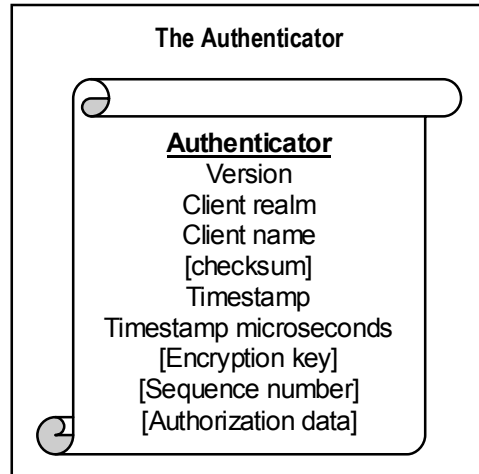 The Authenticator
Authenticator
Version
Client realm
Client name
[checksum]
Timestamp
Timestamp microseconds
[Encryption key]
[Sequence number]
[Authorization data]